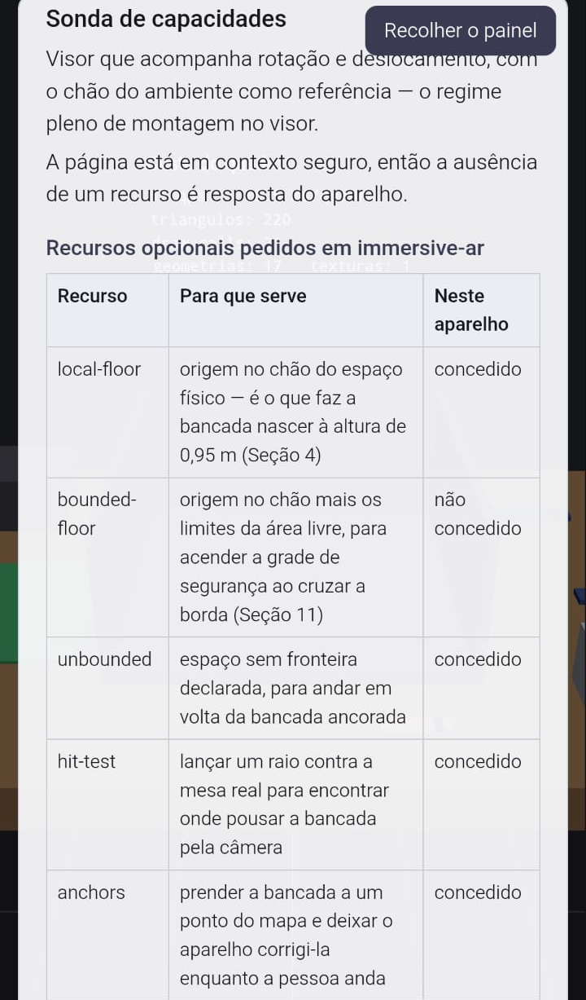 Sonda de capacidades
Recolher o painel
Visor que acompanha rotação e deslocamento, com
o chão do ambiente como referência — o regime
pleno de montagem no visor.
A página está em contexto seguro, então a ausência
de um recurso é resposta do aparelho.
triangulos: 220
Recursos opcionais pedidos em immersive-ar
geometrias: 17 texturas: 1
Recurso
Para que serve
Neste
aparelho
local-floor
origem no chão do espaço
físico — é o que faz a
bancada nascer à altura de
0,95 m (Seção 4)
concedido
bounded-
floor
origem no chão mais os
limites da área livre, para
acender a grade de
segurança ao cruzar a
borda (Seção 11)
não
concedido
unbounded
espaço sem fronteira
declarada, para andar em
volta da bancada ancorada
concedido
hit-test
lançar um raio contra a
mesa real para encontrar
onde pousar a bancada
pela câmera
concedido
anchors
prender a bancada a um
ponto do mapa e deixar o
aparelho corrigi-la
enquanto a pessoa anda
concedido